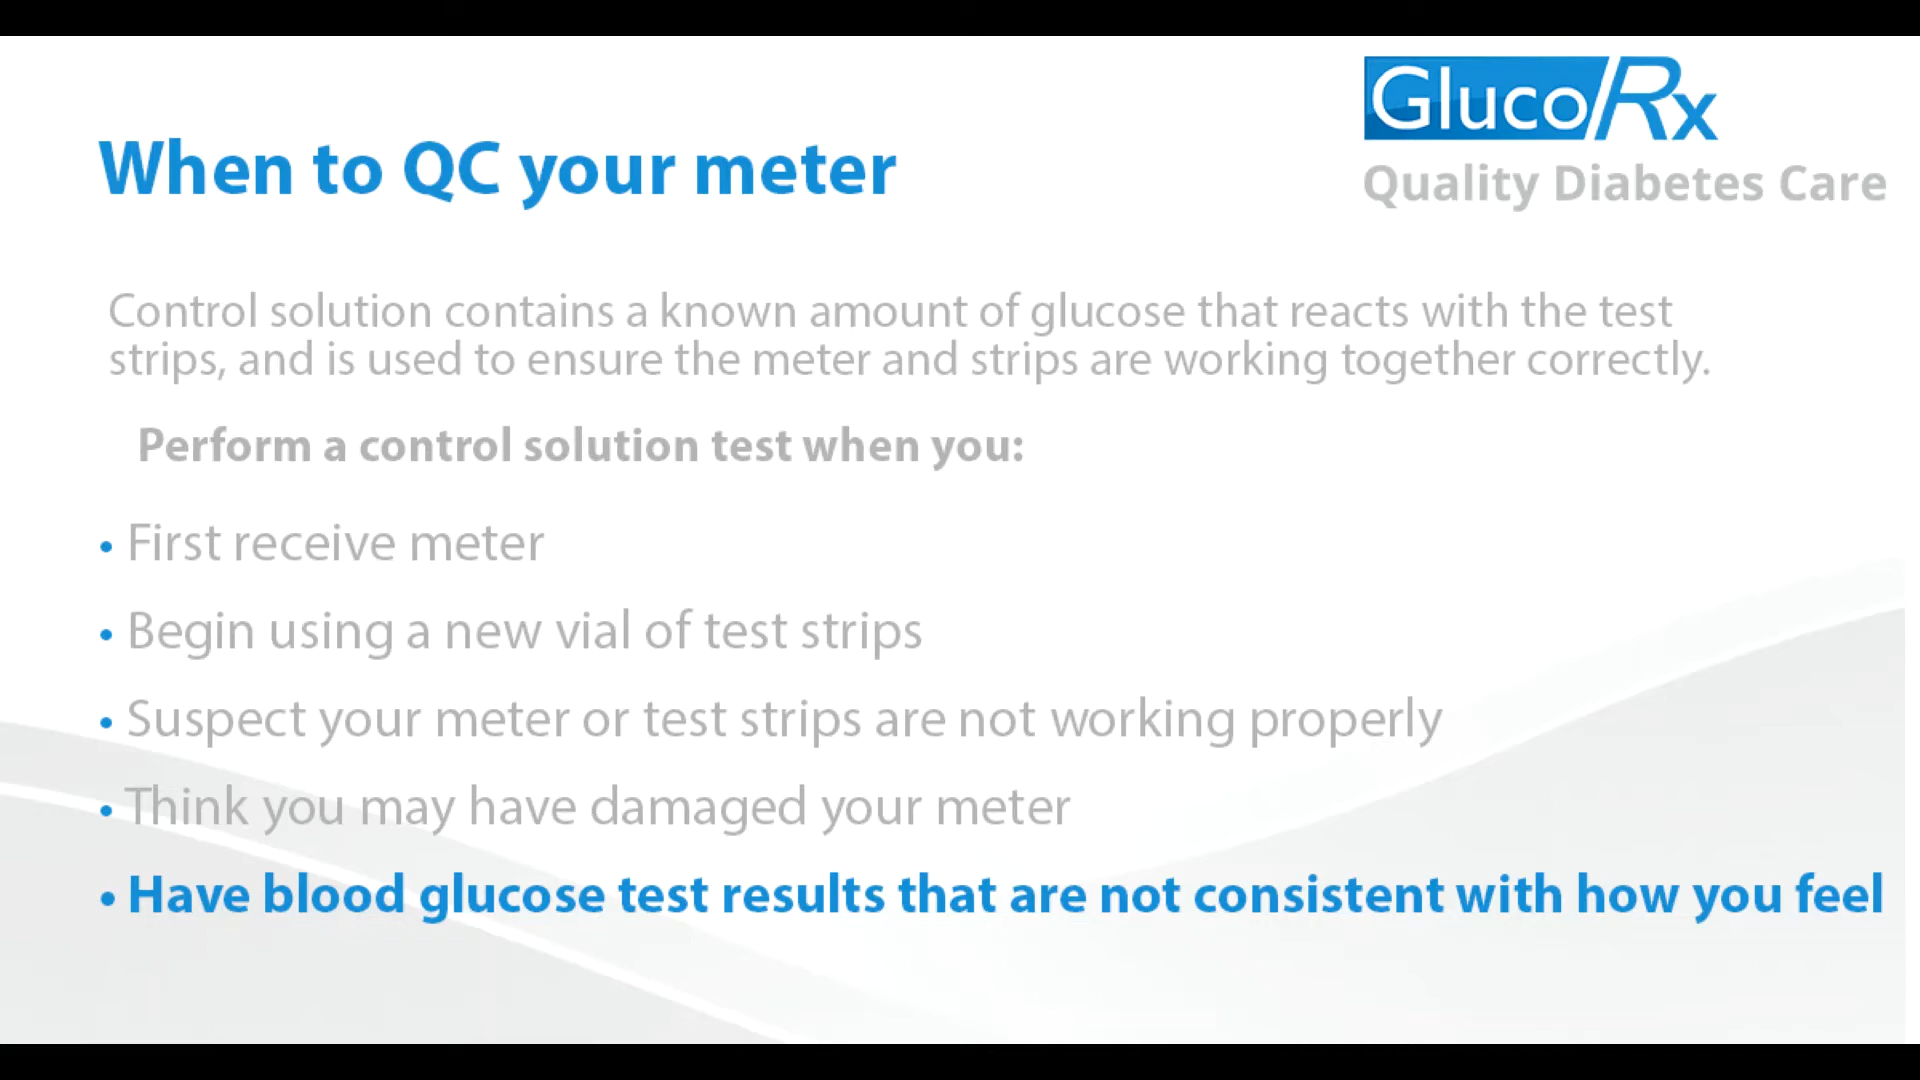 GlucoRx
Quality Diabetes Care
When to QC your meter
Control solution contains a known amount of glucose that reacts with the test
strips, and is used to ensure the meter and strips are working together correctly.
Perform a control solution test when you:
• First receive meter
• Begin using a new vial of test strips
• Suspect your meter or test strips are not working properly
• Think you may have damaged your meter
• Have blood glucose test results that are not consistent with how you feel